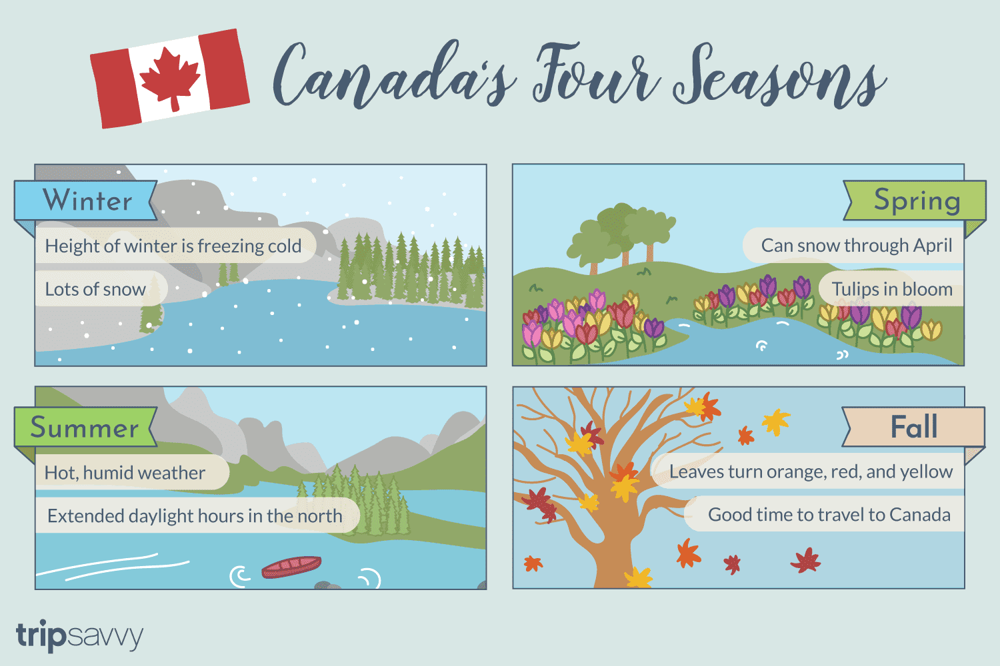 Canada's Four Seasons
Winter
Height of winter is freezing cold
Lots of snow
Spring
Can snow through April
Tulips in bloom
Summer
Hot, humid weather
Extended daylight hours in the north
Fall
Leaves turn orange, red, and yellow
Good time to travel to Canada
tripsavvy